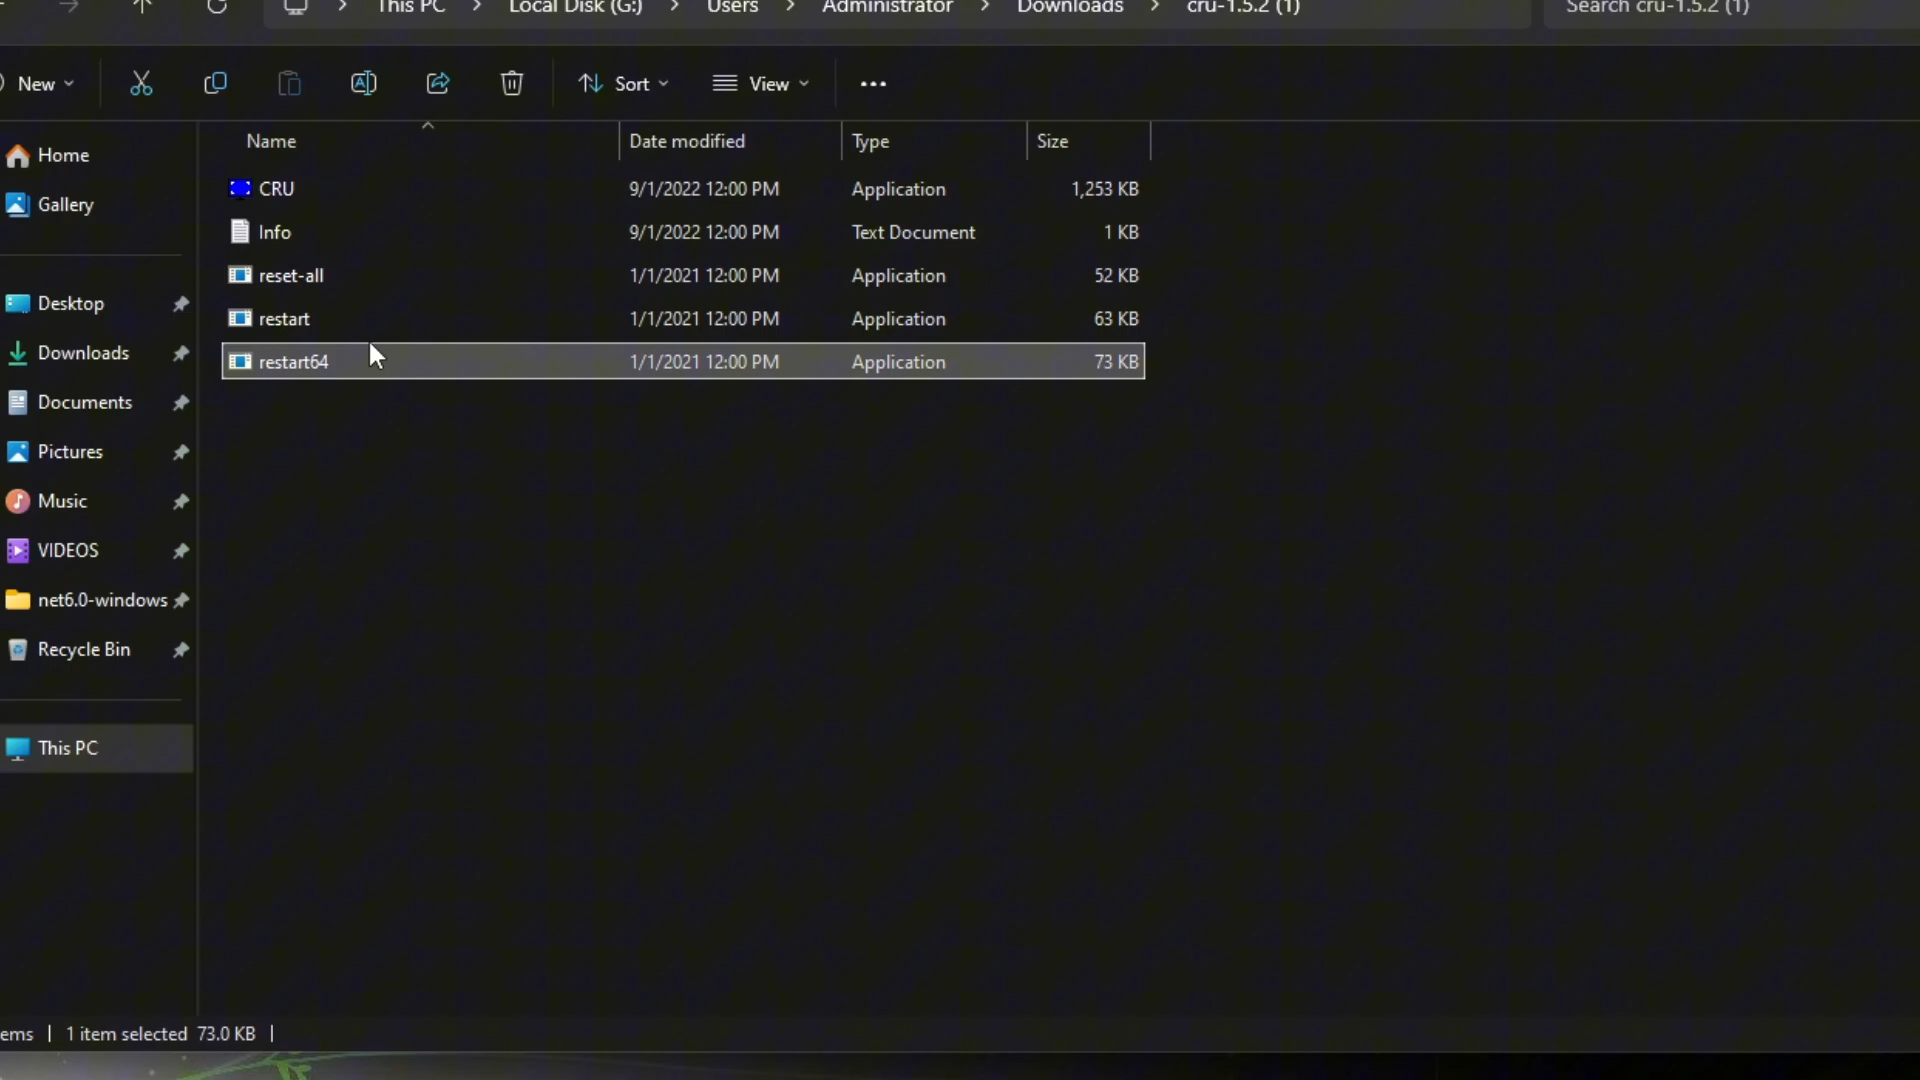 This PC > Local Disk (G:) > Users > Administrator > Downloads > cru-1.5.2 (1)
Search cru-1.5.2 (1)
New
Sort
View
Name Date modified Type Size
CRU 9/1/2022 12:00 PM Application 1,253 KB
Info 9/1/2022 12:00 PM Text Document 1 KB
reset-all 1/1/2021 12:00 PM Application 52 KB
restart 1/1/2021 12:00 PM Application 63 KB
restart64 1/1/2021 12:00 PM Application 73 KB
Home
Gallery
Desktop
Downloads
Documents
Pictures
Music
VIDEOS
net6.0-windows
Recycle Bin
This PC
ems | 1 item selected 73.0 KB |